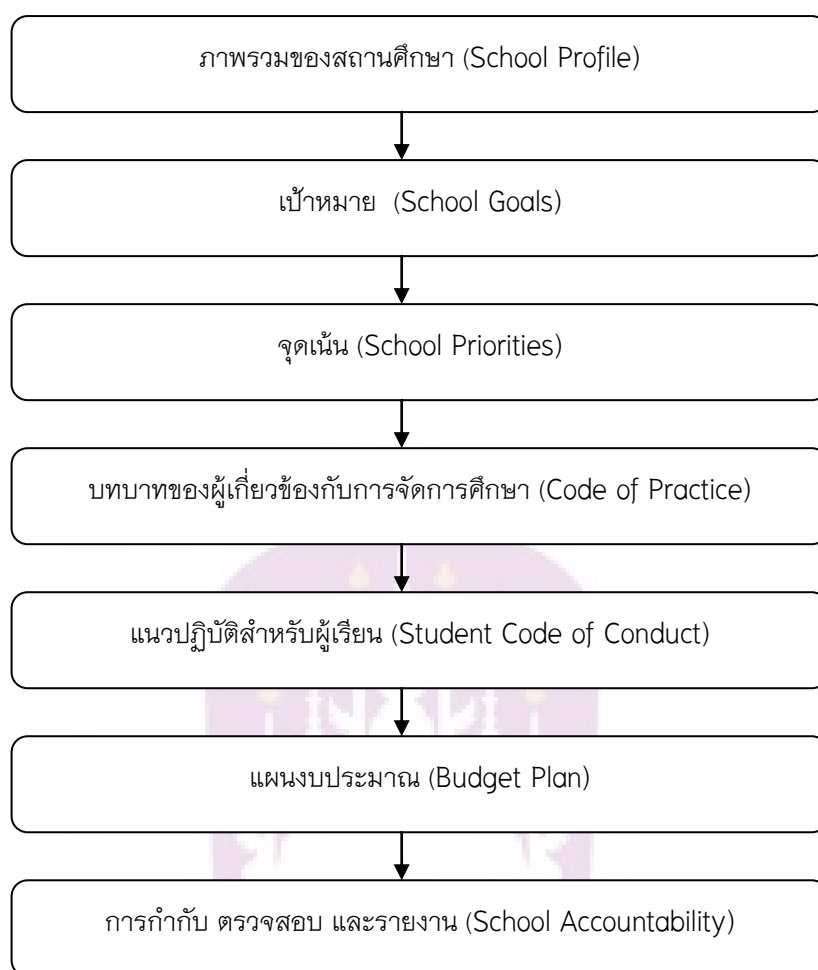 ภาพรวมของสถานศึกษา (School Profile)
เป้าหมาย (School Goals)
จุดเน้น (School Priorities)
บทบาทของผู้เกี่ยวข้องกับการจัดการศึกษา (Code of Practice)
แนวปฏิบัติสำหรับผู้เรียน (Student Code of Conduct)
แผนงบประมาณ (Budget Plan)
การกำกับ ตรวจสอบ และรายงาน (School Accountability)